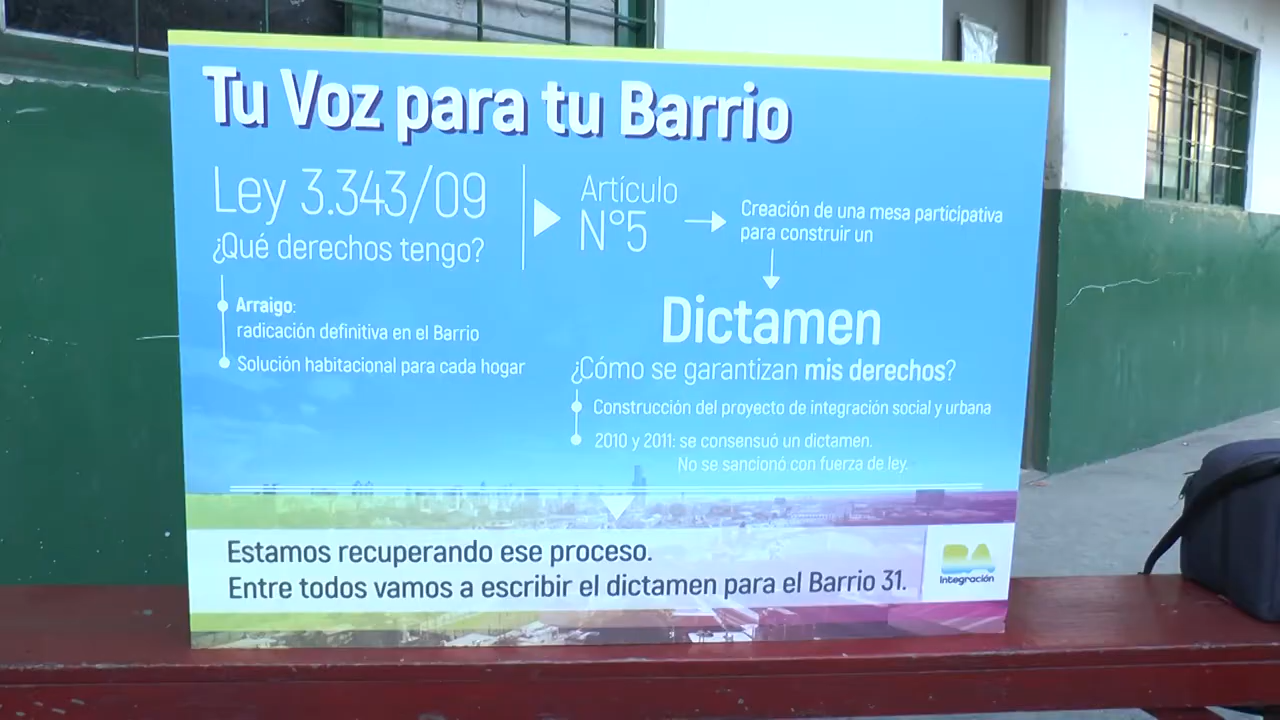 Tu Voz para tu Barrio
Ley 3.343/09
¿Qué derechos tengo?
Arraigo:
radicación definitiva en el Barrio
Solución habitacional para cada hogar
Artículo
N°5
Creación de una mesa participativa
para construir un
Dictamen
¿Cómo se garantizan mis derechos?
Construcción del proyecto de integración social y urbana
2010 y 2011: se consensuó un dictamen.
No se sancionó con fuerza de ley.
Estamos recuperando ese proceso.
Entre todos vamos a escribir el dictamen para el Barrio 31.
BA
Integración